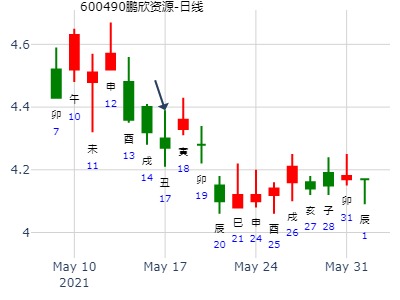 600490鹏欣资源-日线
4.6
4.4
4.2
4
卯
7
午
10
未
11
申
12
酉
13
戌
14
丑
17
寅
18
卯
19
辰
20
巳
21
申
24
酉
25
戌
26
亥
27
子
28
卯
31
辰
1
May 10
2021
May 17
May 24
May 31